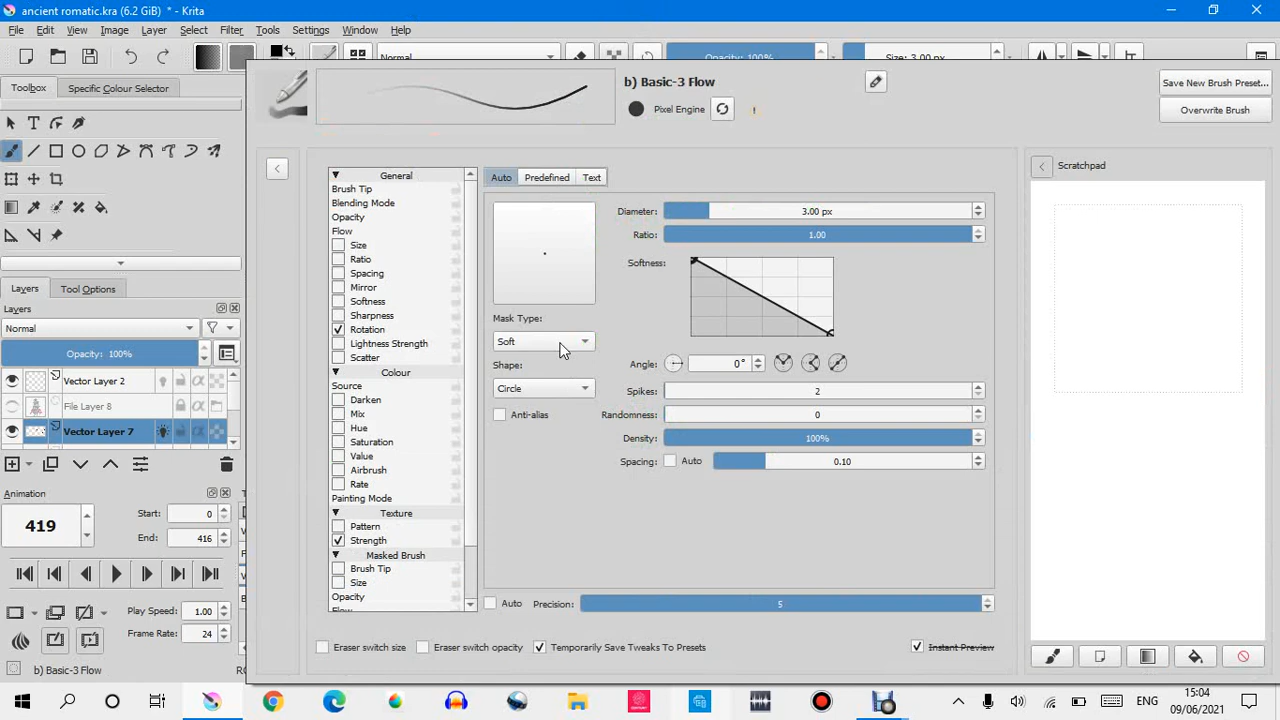 ancient romatic.kra (6.2 GiB) * - Krita
File Edit View Image Layer Select Filter Tools Settings Window Help
Normal Opacity: 100% Size: 3.00 px
Toolbox Specific Colour Selector
b) Basic-3 Flow
Pixel Engine
Save New Brush Preset...
Overwrite Brush
Scratchpad
General
Brush Tip
Blending Mode
Opacity
Flow
Size
Ratio
Spacing
Mirror
Softness
Sharpness
Rotation
Lightness Strength
Scatter
Colour
Source
Darken
Mix
Hue
Saturation
Value
Airbrush
Rate
Painting Mode
Texture
Pattern
Strength
Masked Brush
Brush Tip
Size
Opacity
Flow
Auto Predefined Text
Diameter: 3.00 px
Ratio: 1.00
Softness:
Mask Type:
Soft
Shape:
Circle
Anti-alias
Angle: 0°
Spikes: 2
Randomness: 0
Density: 100%
Spacing: Auto 0.10
Auto Precision: 5
Eraser switch size Eraser switch opacity Temporarily Save Tweaks To Presets Instant Preview
Layers Tool Options
Layers
Normal
Opacity: 100%
Vector Layer 2
File Layer 8
Vector Layer 7
Animation
419
Start: 0
End: 416
Play Speed: 1.00
Frame Rate: 24
b) Basic-3 Flow
ENG
15:04
09/06/2021